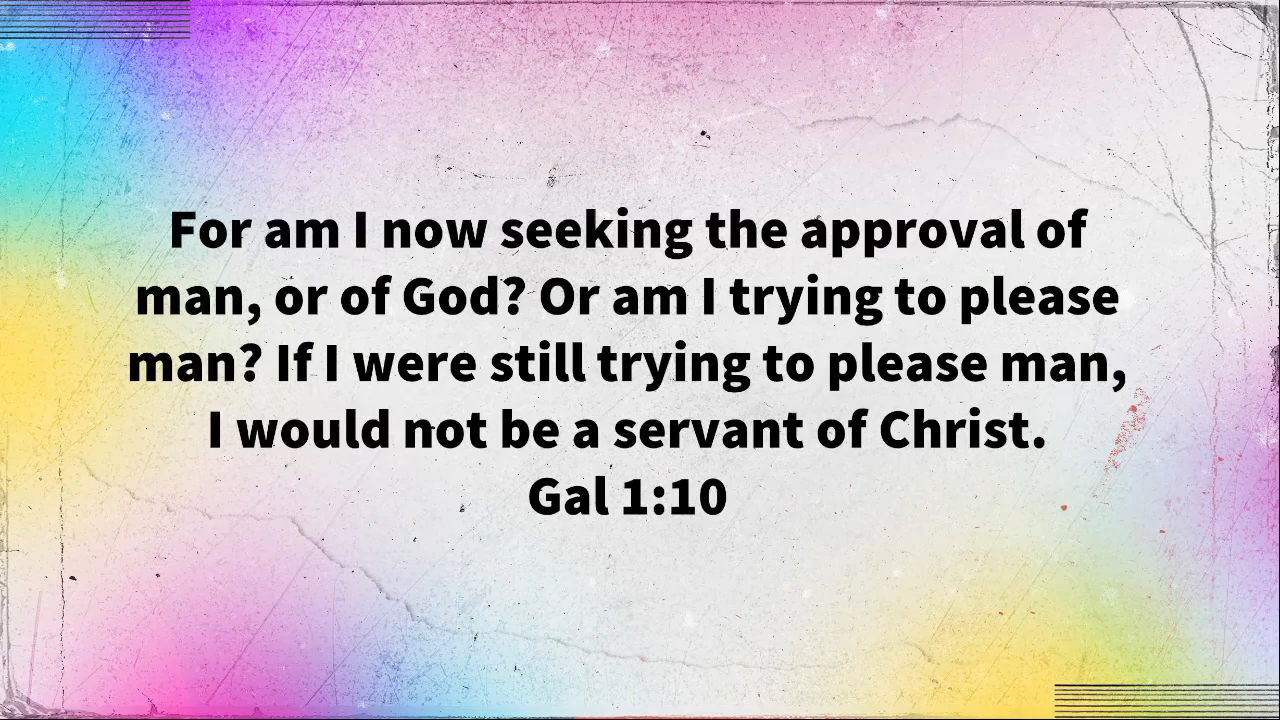 For am I now seeking the approval of
man, or of God? Or am I trying to please
man? If I were still trying to please man,
I would not be a servant of Christ.
Gal 1:10